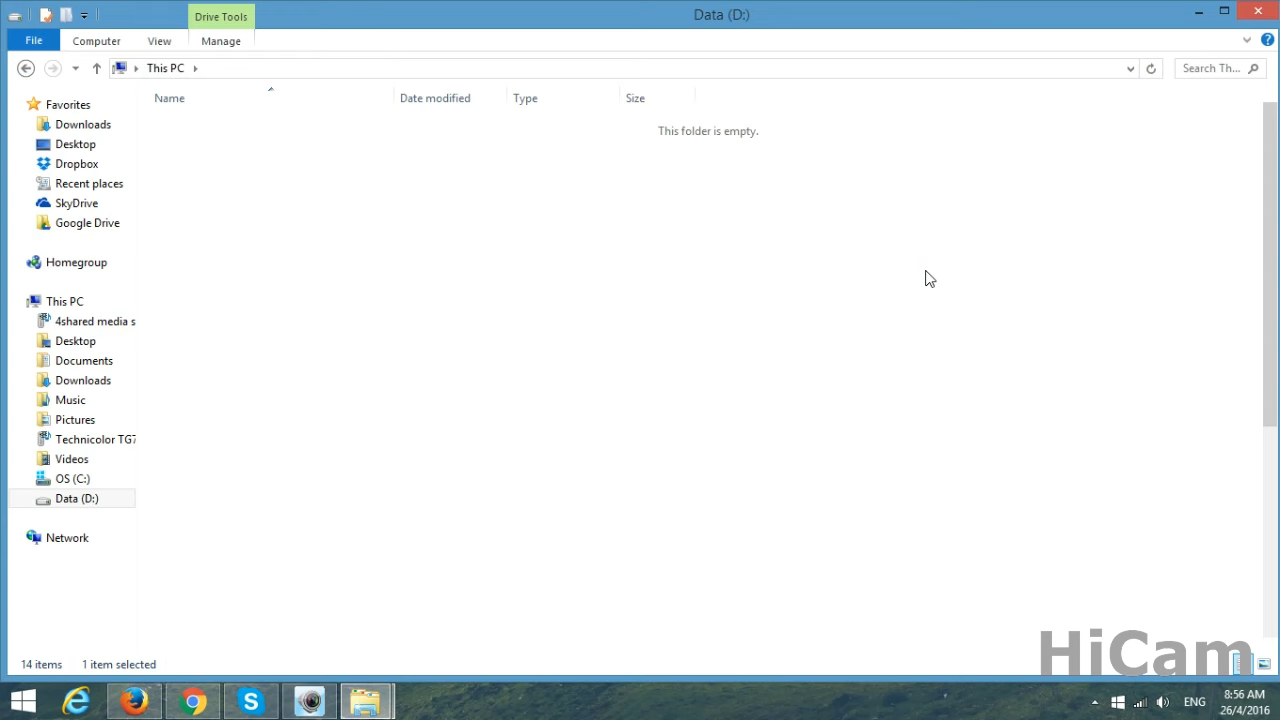 Drive Tools
Data (D:)
File
Computer
View
Manage
This PC
Search Th...
Favorites
Downloads
Desktop
Dropbox
Recent places
SkyDrive
Google Drive
Homegroup
This PC
4shared media s
Desktop
Documents
Downloads
Music
Pictures
Technicolor TG7
Videos
OS (C:)
Data (D:)
Network
Name
Date modified
Type
Size
This folder is empty.
14 items
1 item selected
HiCam
ENG
8:56 AM
26/4/2016